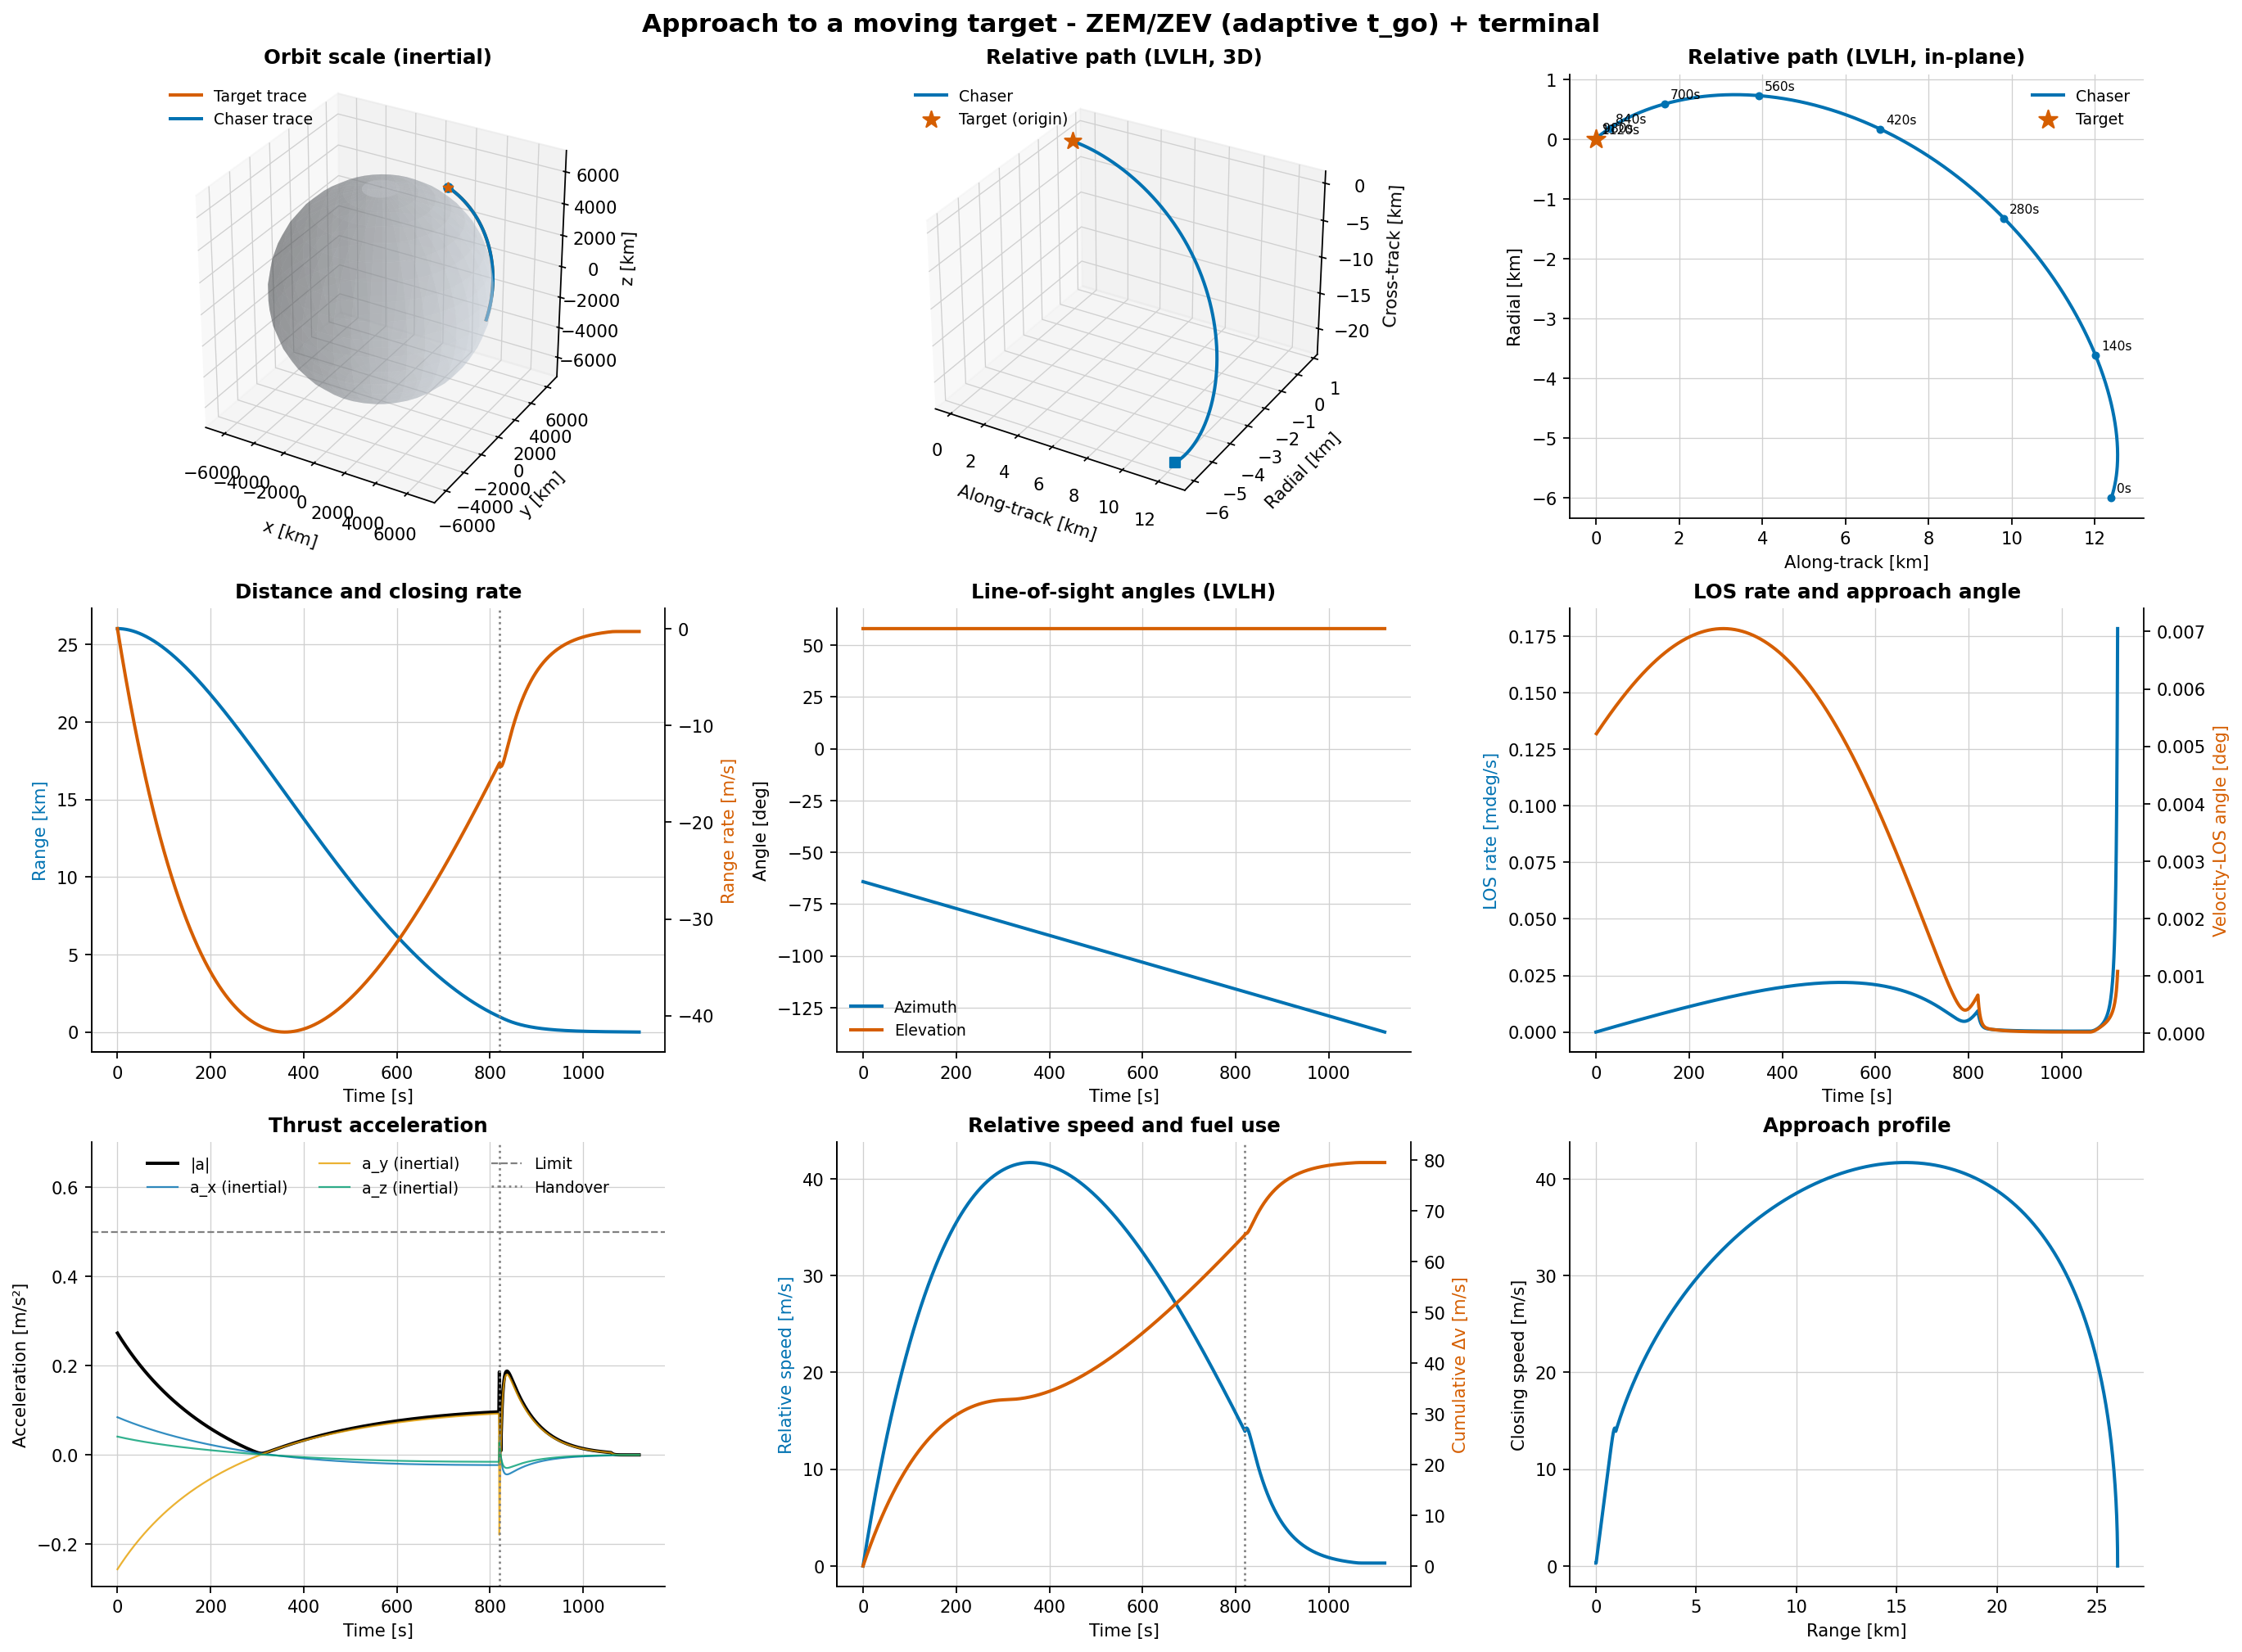 Approach to a moving target - ZEM/ZEV (adaptive t_go) + terminal
Orbit scale (inertial)
Target trace
Chaser trace
6000
4000
2000
0
−2000
−4000
−6000
z [km]
−6000
−4000
−2000
0
2000
4000
6000
x [km]
6000
4000
2000
0
−2000
−4000
−6000
y [km]
Relative path (LVLH, 3D)
Chaser
Target (origin)
0
−5
−10
−15
−20
Cross-track [km]
0
2
4
6
8
10
12
Along-track [km]
1
0
−1
−2
−3
−4
−5
−6
Radial [km]
Relative path (LVLH, in-plane)
Chaser
Target
1
0
−1
−2
−3
−4
−5
−6
Radial [km]
0s
140s
280s
420s
560s
700s
840s
0
2
4
6
8
10
12
Along-track [km]
Distance and closing rate
25
20
15
10
5
0
Range [km]
0
−10
−20
−30
−40
Range rate [m/s]
0
200
400
600
800
1000
Time [s]
Line-of-sight angles (LVLH)
50
25
0
−25
−50
−75
−100
−125
Angle [deg]
Azimuth
Elevation
0
200
400
600
800
1000
Time [s]
LOS rate and approach angle
0.175
0.150
0.125
0.100
0.075
0.050
0.025
0.000
LOS rate [mdeg/s]
0.007
0.006
0.005
0.004
0.003
0.002
0.001
0.000
Velocity-LOS angle [deg]
0
200
400
600
800
1000
Time [s]
Thrust acceleration
|a|
a_x (inertial)
a_y (inertial)
a_z (inertial)
Limit
Handover
0.6
0.4
0.2
0.0
−0.2
Acceleration [m/s²]
0
200
400
600
800
1000
Time [s]
Relative speed and fuel use
40
30
20
10
0
Relative speed [m/s]
80
70
60
50
40
30
20
10
0
Cumulative Δv [m/s]
0
200
400
600
800
1000
Time [s]
Approach profile
40
30
20
10
0
Closing speed [m/s]
0
5
10
15
20
25
Range [km]